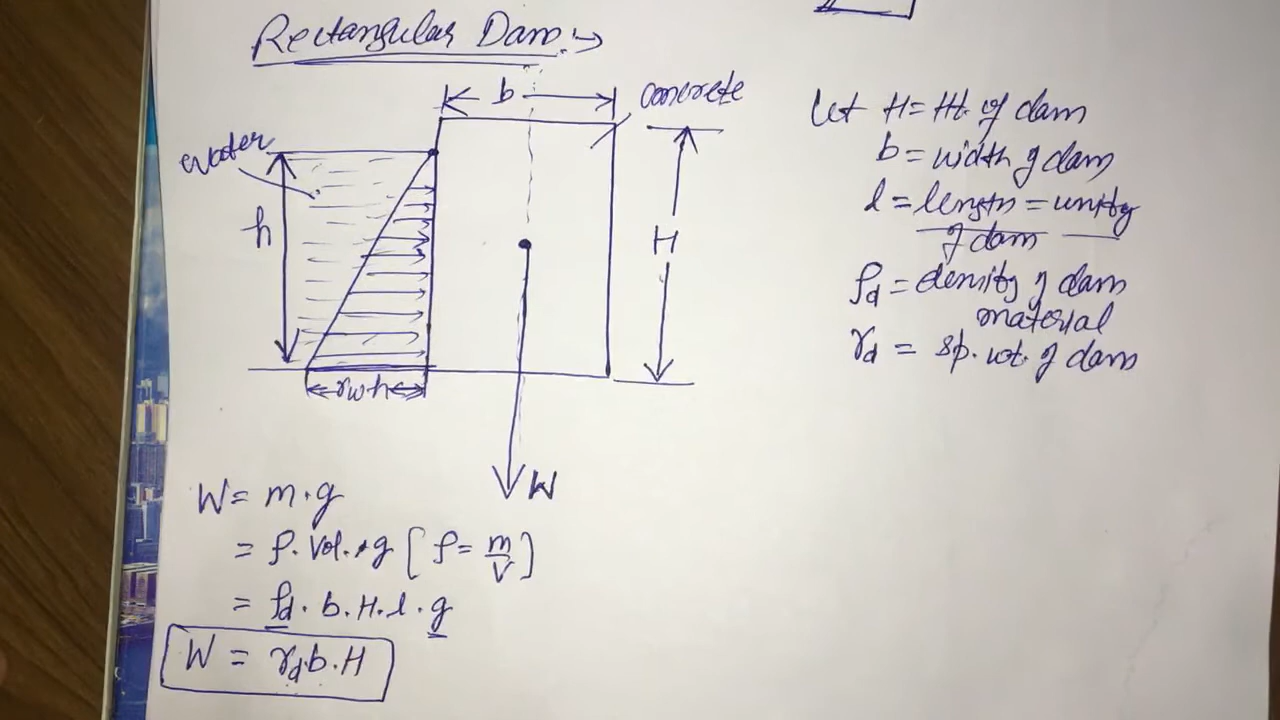 Rectangular Dam :→
b
concrete
water
h
H
γw.h
W
Let H = Ht. of dam
b = width of dam
l = length = unity
of dam
ρd = density of dam
material
γd = sp. wt. of dam
W = m.g
= ρ. Vol. g [ρ = m/V]
= ρd. b. H. l. g
W = γd.b.H